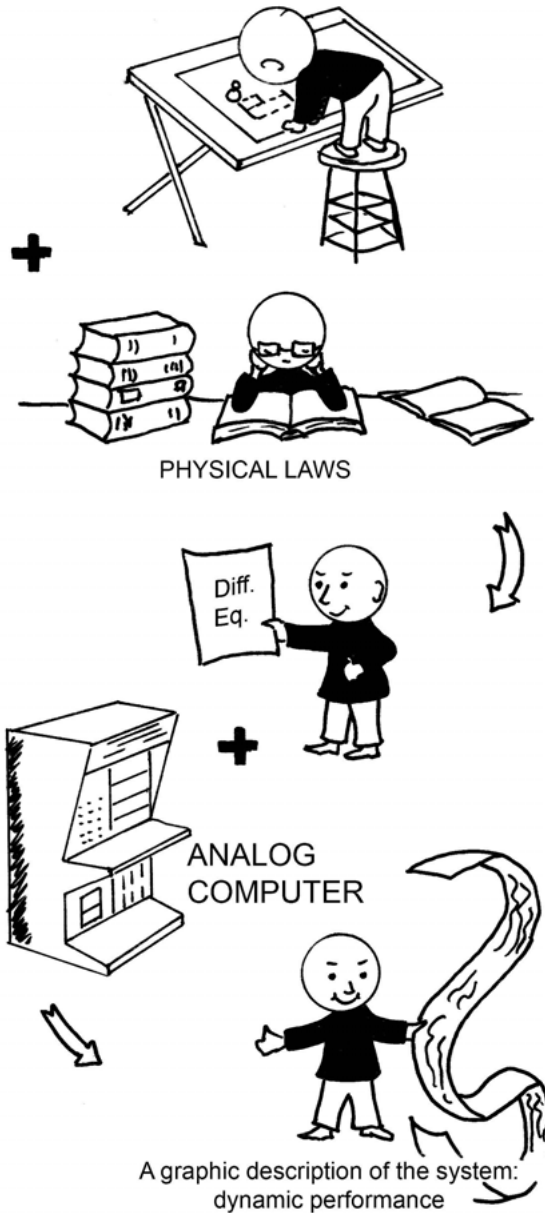 PHYSICAL LAWS
Diff.
Eq.
ANALOG
COMPUTER
A graphic description of the system:
dynamic performance